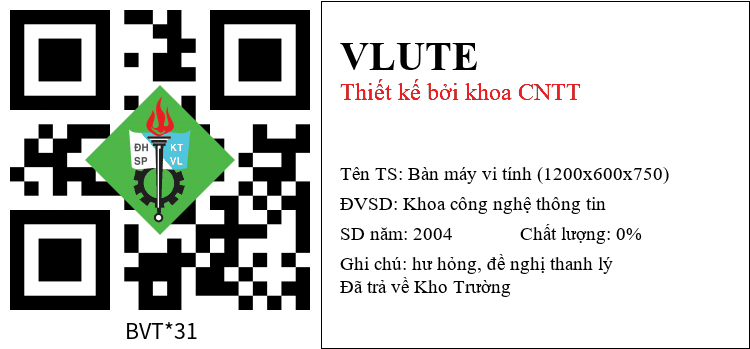 ĐH KT
SP VL
BVT*31
VLUTE
Thiết kế bởi khoa CNTT
Tên TS: Bàn máy vi tính (1200x600x750)
ĐVSD: Khoa công nghệ thông tin
SD năm: 2004 Chất lượng: 0%
Ghi chú: hư hỏng, đề nghị thanh lý
Đã trả về Kho Trường